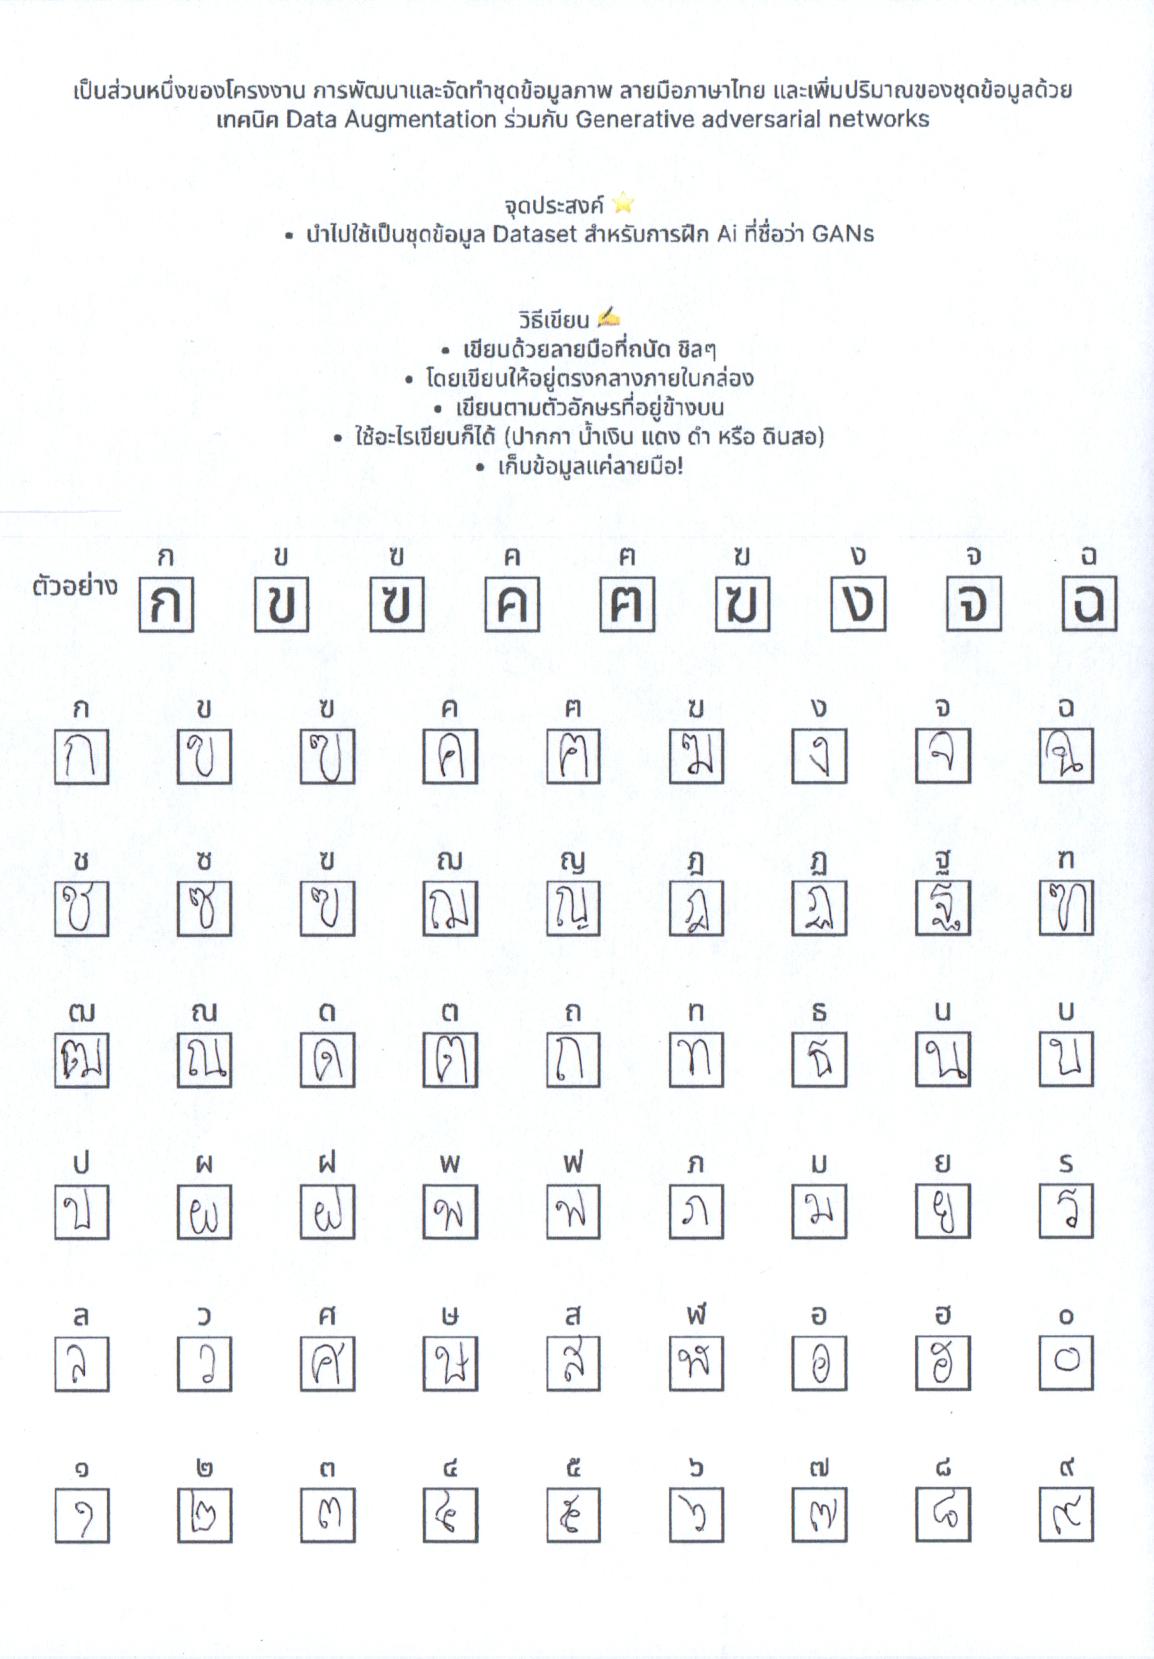 เป็นส่วนหนึ่งของโครงงาน การพัฒนาและจัดทำชุดข้อมูลภาพ ลายมือภาษาไทย และเพิ่มปริมาณของชุดข้อมูลด้วย
เทคนิค Data Augmentation ร่วมกับ Generative adversarial networks
จุดประสงค์ ⭐
• นำไปใช้เป็นชุดข้อมูล Dataset สำหรับการฝึก Ai ที่ชื่อว่า GANs
วิธีเขียน ✍️
• เขียนด้วยลายมือที่ถนัด ชิลๆ
• โดยเขียนให้อยู่ตรงกลางภายในกล่อง
• เขียนตามตัวอักษรที่อยู่ข้างบน
• ใช้อะไรเขียนก็ได้ (ปากกา น้ำเงิน แดง ดำ หรือ ดินสอ)
• เก็บข้อมูลแค่ลายมือ!
ก ข ฃ ค ฅ ฆ ง จ ฉ
ตัวอย่าง ก ข ฃ ค ฅ ฆ ง จ ฉ
ก ข ฃ ค ฅ ฆ ง จ ฉ
ก ข ฃ ค ฅ ฆ ง จ ฉ
ช ซ ฃ ฌ ญ ฎ ฏ ฐ ฑ
ช ซ ฃ ฌ ญ ฎ ฏ ฐ ฑ
ฒ ณ ด ต ถ ท ธ น บ
ฒ ณ ด ต ถ ท ธ น บ
ป ผ ฝ พ ฟ ภ ม ย ร
ป ผ ฝ พ ฟ ภ ม ย ร
ล ว ศ ษ ส ฬ อ ฮ ๐
ล ว ศ ษ ส ฬ อ ฮ ๐
๑ ๒ ๓ ๔ ๕ ๖ ๗ ๘ ๙
๑ ๒ ๓ ๔ ๕ ๖ ๗ ๘ ๙